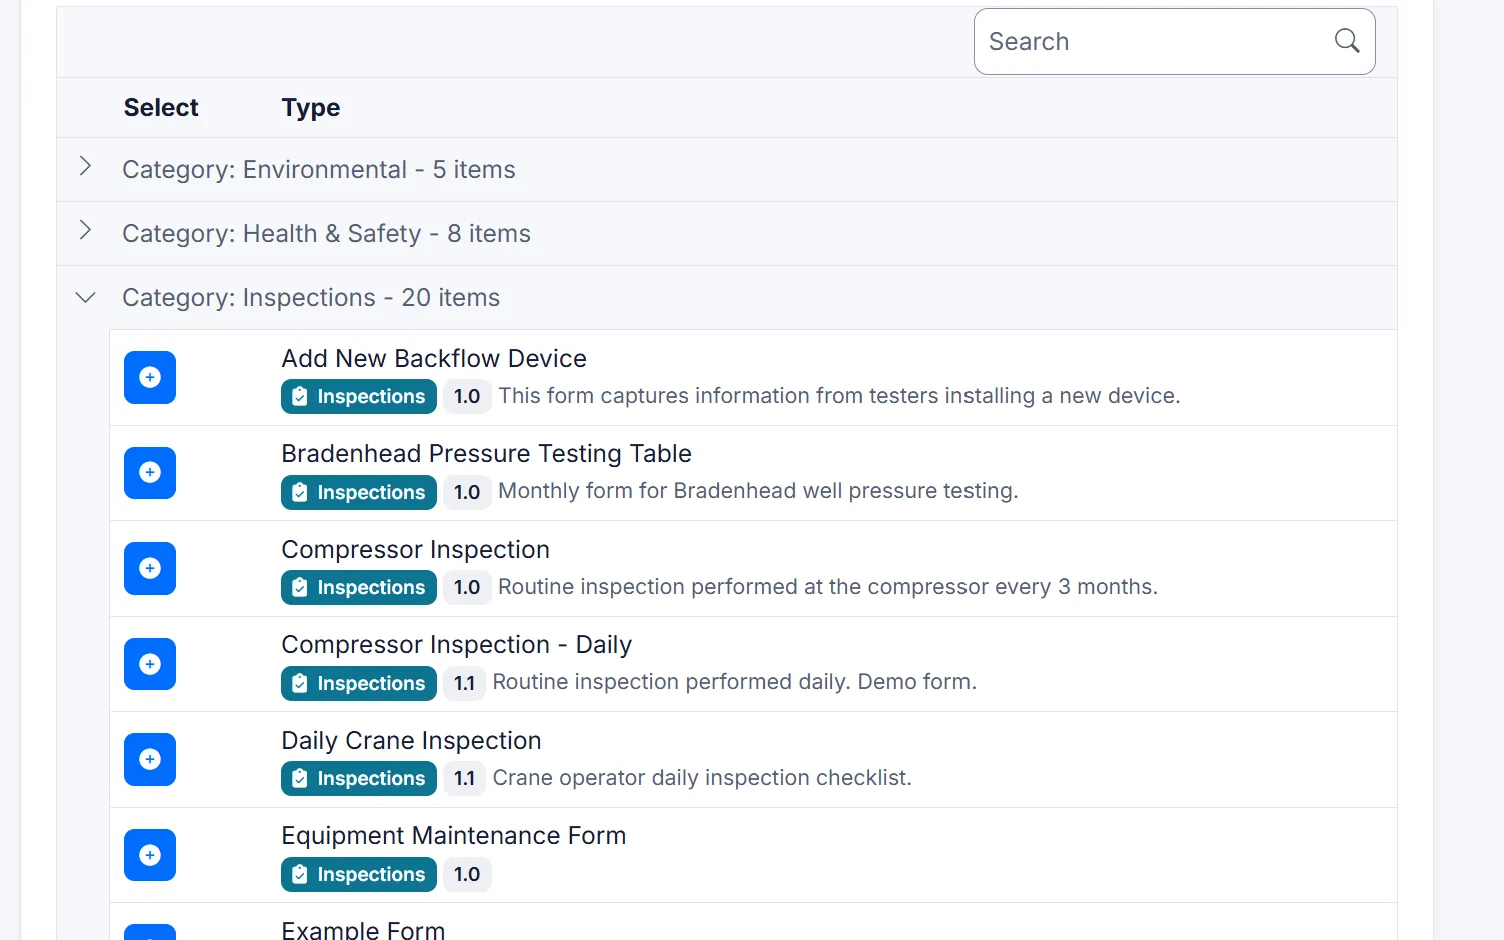 Search
Select Type
Category: Environmental - 5 items
Category: Health & Safety - 8 items
Category: Inspections - 20 items
Add New Backflow Device
Inspections 1.0 This form captures information from testers installing a new device.
Bradenhead Pressure Testing Table
Inspections 1.0 Monthly form for Bradenhead well pressure testing.
Compressor Inspection
Inspections 1.0 Routine inspection performed at the compressor every 3 months.
Compressor Inspection - Daily
Inspections 1.1 Routine inspection performed daily. Demo form.
Daily Crane Inspection
Inspections 1.1 Crane operator daily inspection checklist.
Equipment Maintenance Form
Inspections 1.0
Example Form